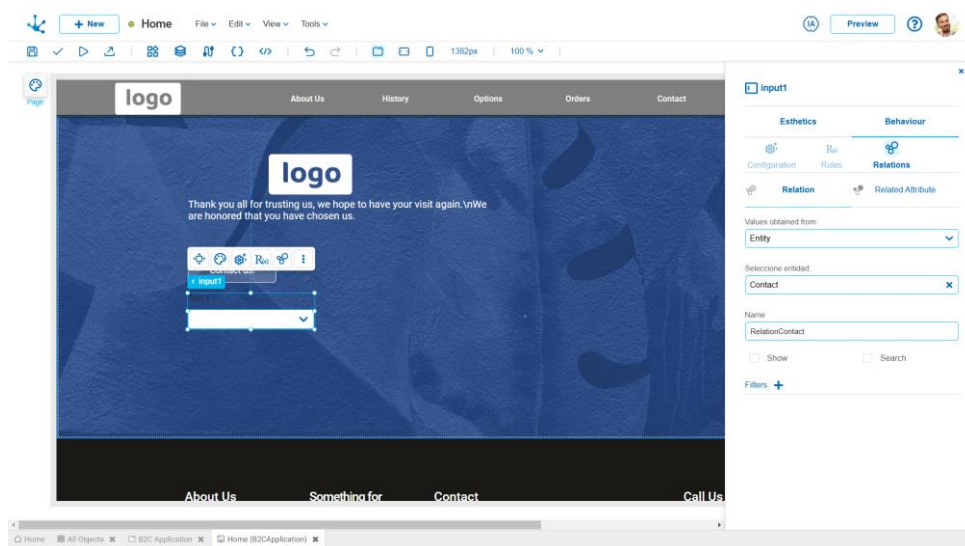 + New
Home
File
Edit
View
Tools
IA
Preview
?
1382px
100 %
Page
logo
About Us
History
Options
Orders
Contact
logo
Thank you all for trusting us, we hope to have your visit again.\nWe
are honored that you have chosen us.
Contact us!
< input1
input1
Esthetics
Behaviour
Configuration
Rules
Relations
Relation
Related Attribute
Values obtained from:
Entity
Seleccione entidad
Contact
Name
RelationContact
Show
Search
Filters
About Us
Something for
Contact
Call Us
Home
All Objects
B2C Application
Home (B2CApplication)